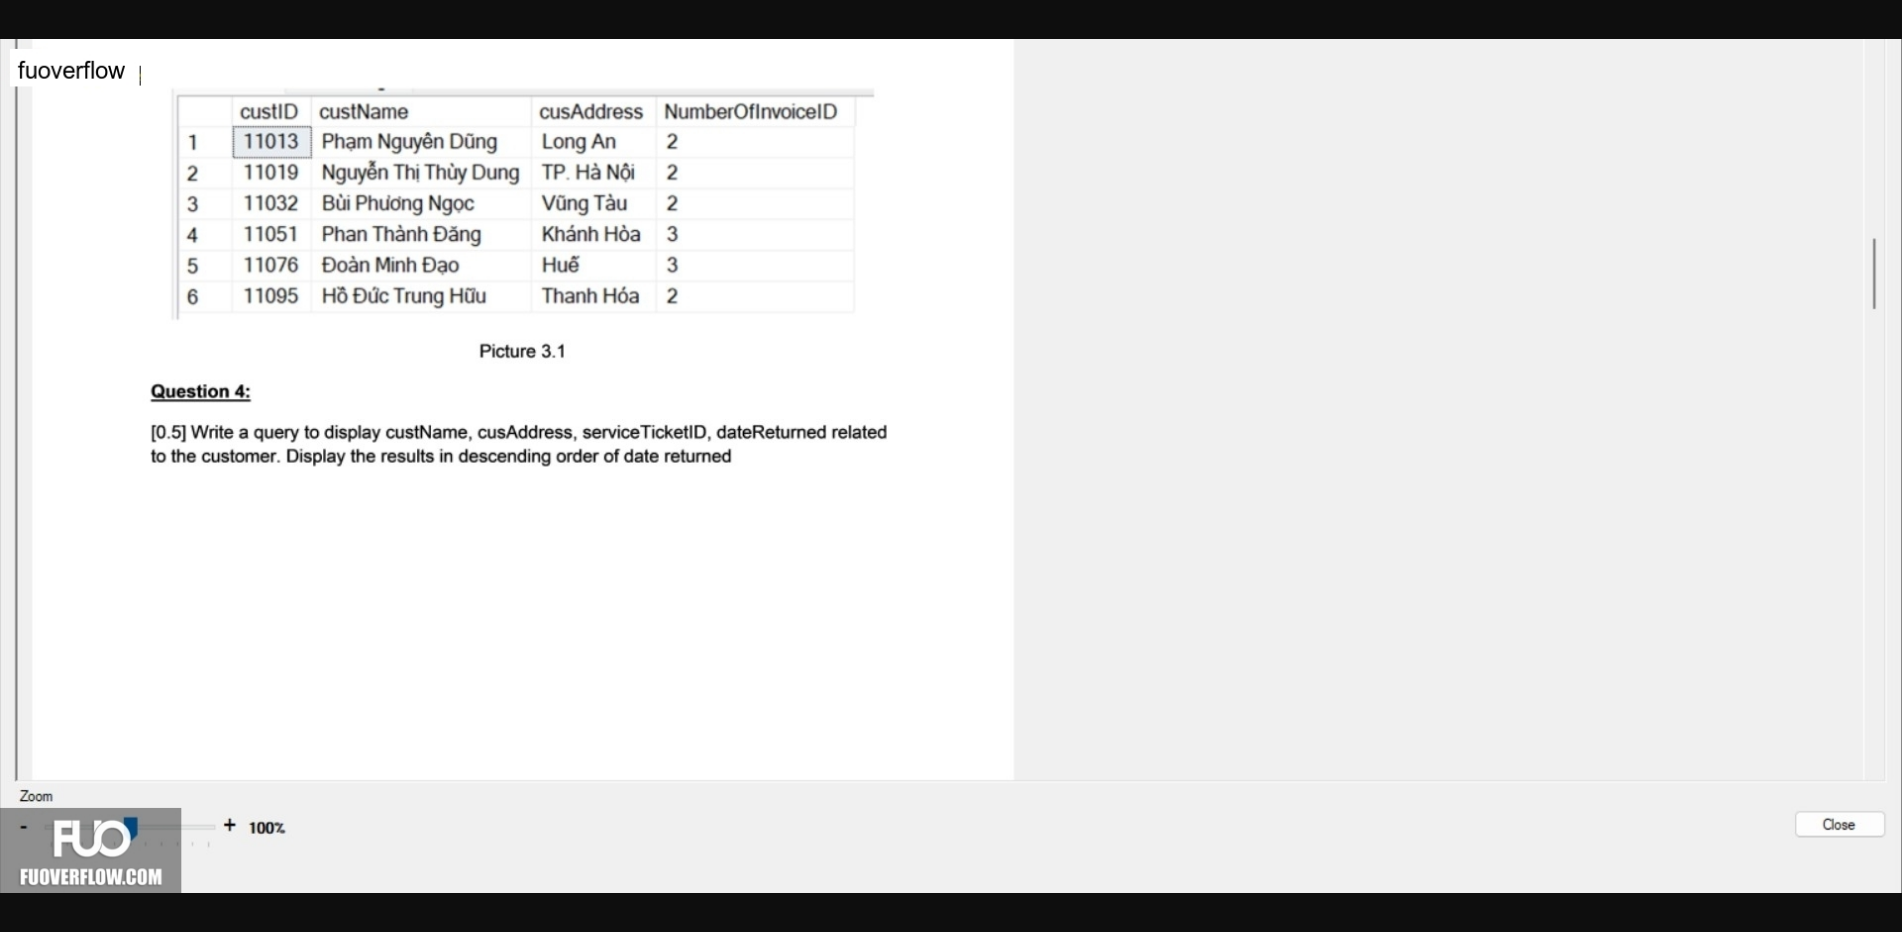 fuoverflow
custID custName cusAddress NumberOfInvoiceID
1 11013 Phạm Nguyên Dũng Long An 2
2 11019 Nguyễn Thị Thùy Dung TP. Hà Nội 2
3 11032 Bùi Phương Ngọc Vũng Tàu 2
4 11051 Phan Thành Đăng Khánh Hòa 3
5 11076 Đoàn Minh Đạo Huế 3
6 11095 Hồ Đức Trung Hữu Thanh Hóa 2
Picture 3.1
Question 4:
[0.5] Write a query to display custName, cusAddress, serviceTicketID, dateReturned related
to the customer. Display the results in descending order of date returned
Zoom
- + 100%
Close
FUO
FUOVERFLOW.COM